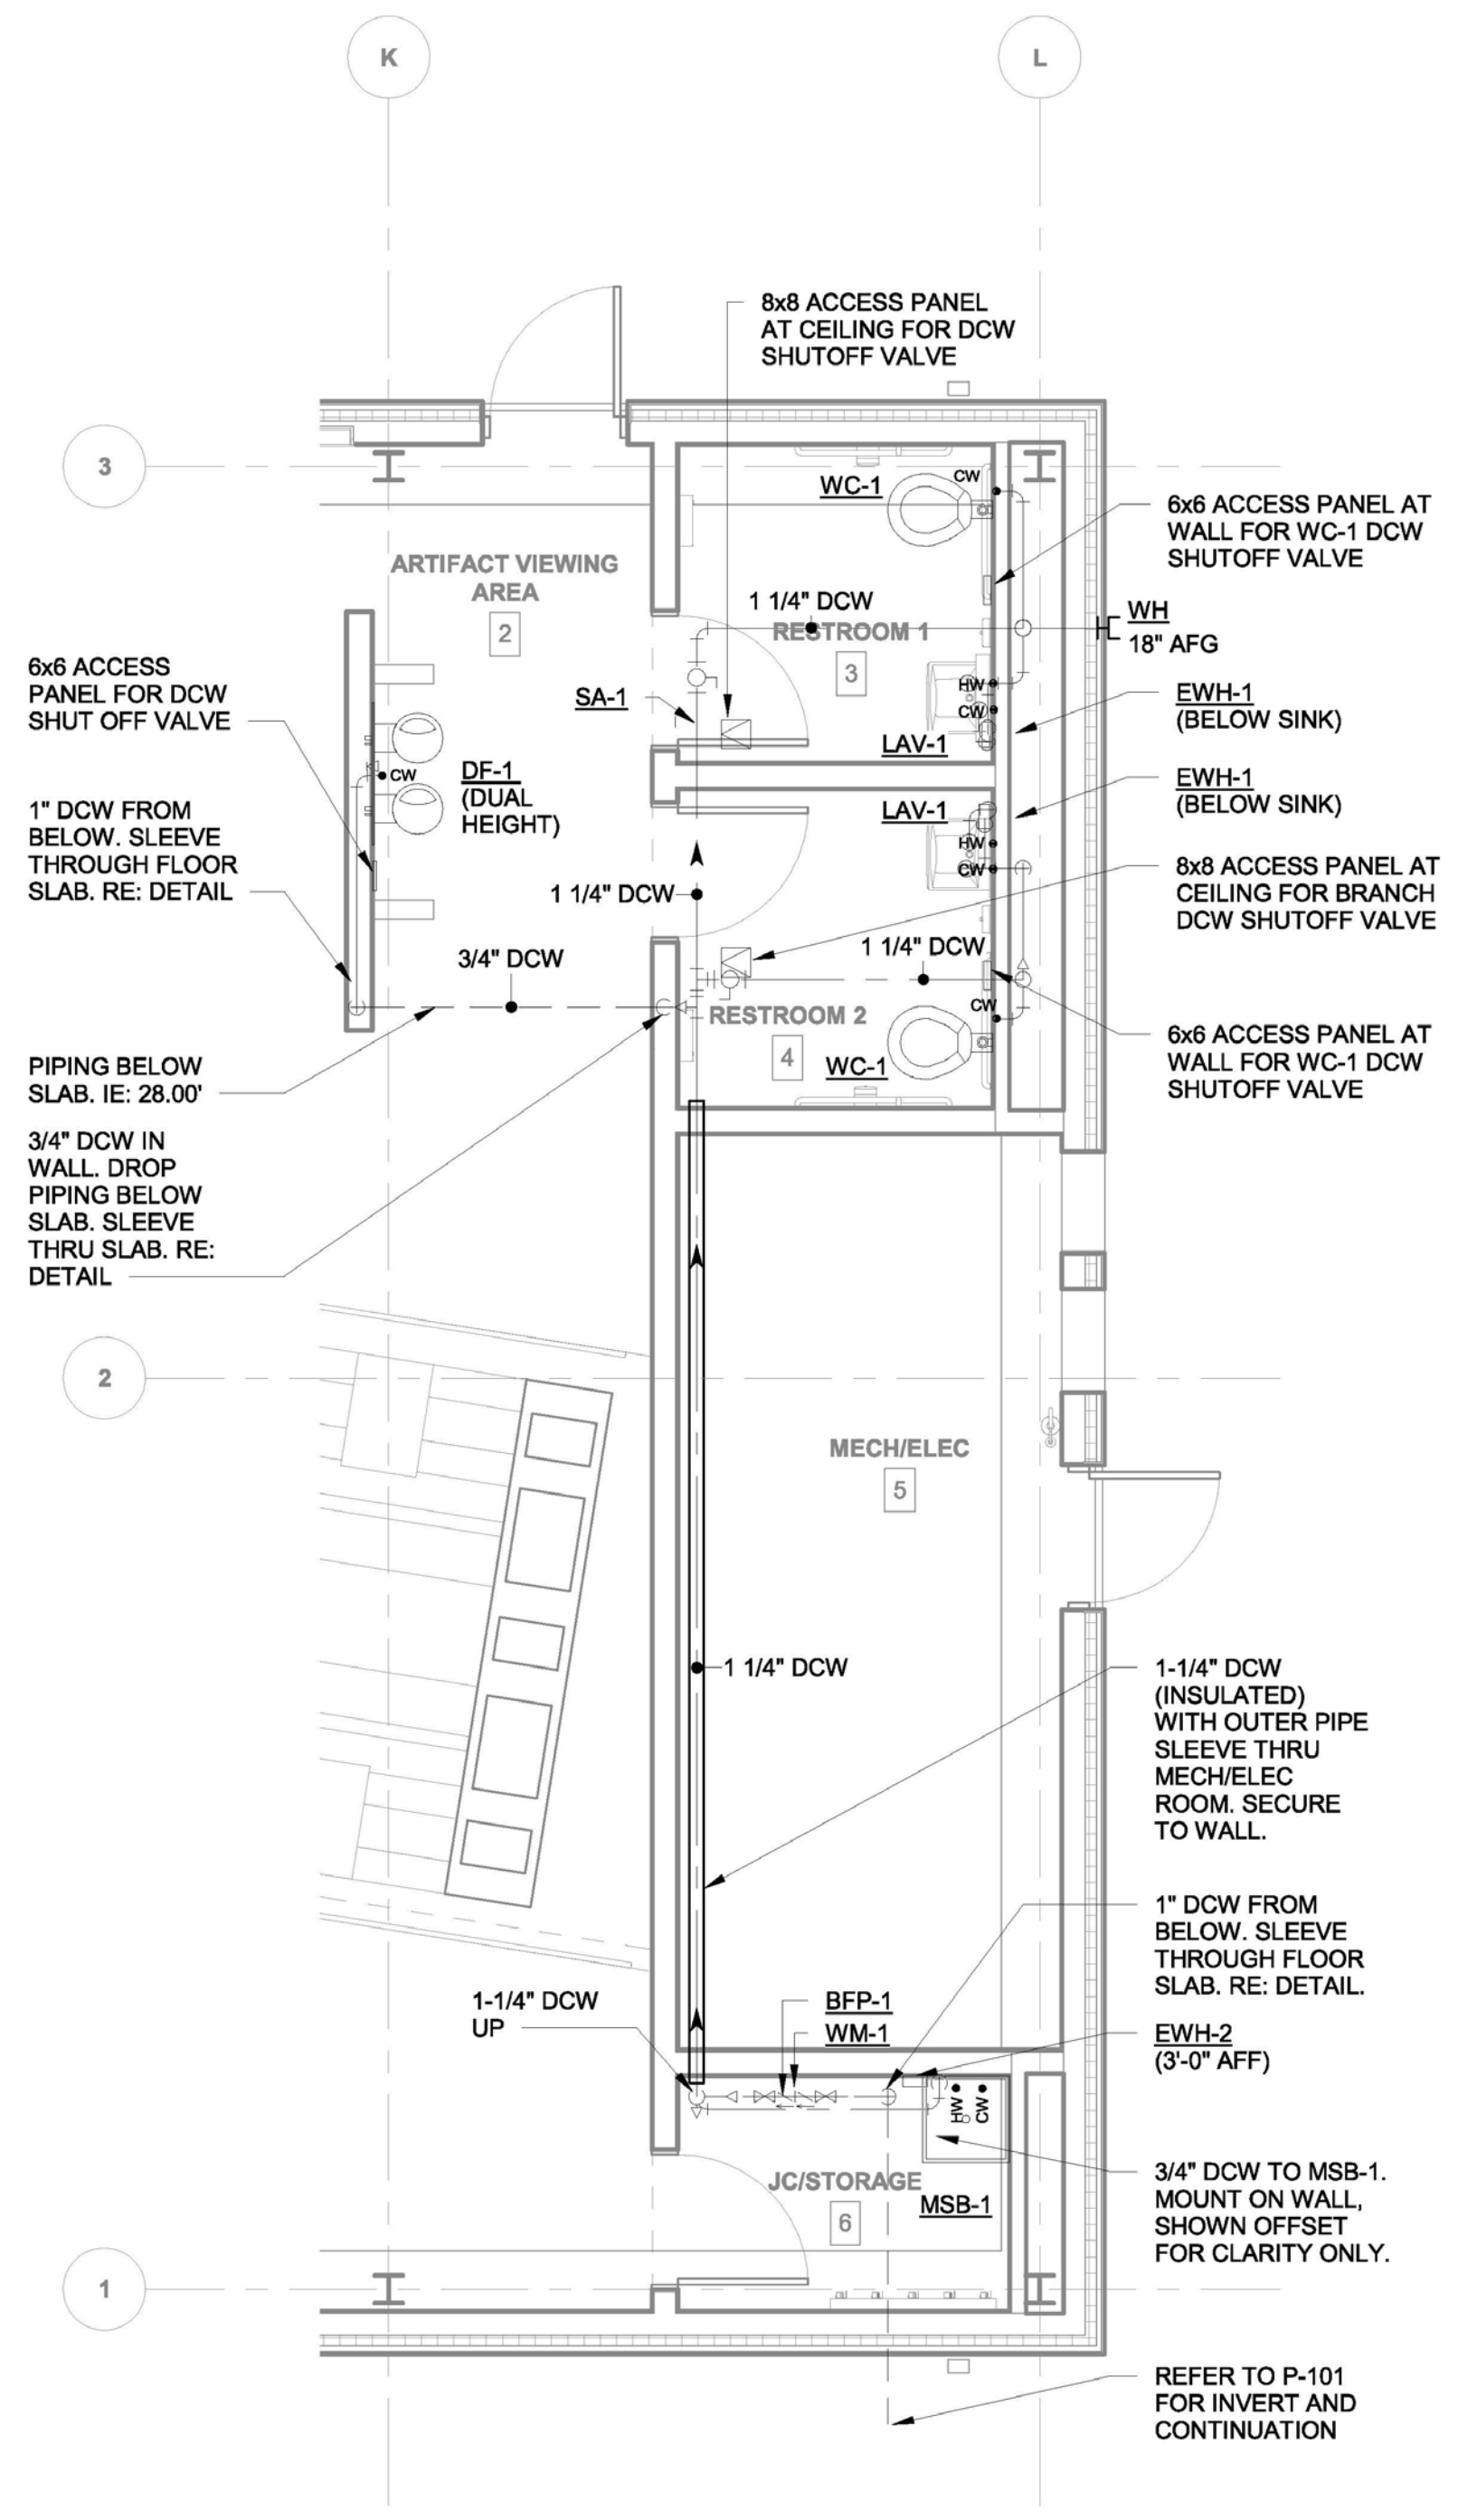 K
L
8x8 ACCESS PANEL
AT CEILING FOR DCW
SHUTOFF VALVE
3
WC-1
CW
6x6 ACCESS PANEL AT
WALL FOR WC-1 DCW
SHUTOFF VALVE
ARTIFACT VIEWING
AREA
2
1 1/4" DCW
RESTROOM 1
3
WH
18" AFG
6x6 ACCESS
PANEL FOR DCW
SHUT OFF VALVE
SA-1
HW
CW
LAV-1
EWH-1
(BELOW SINK)
CW
DF-1
(DUAL
HEIGHT)
EWH-1
(BELOW SINK)
1" DCW FROM
BELOW. SLEEVE
THROUGH FLOOR
SLAB. RE: DETAIL
LAV-1
HW
CW
8x8 ACCESS PANEL AT
CEILING FOR BRANCH
DCW SHUTOFF VALVE
1 1/4" DCW
3/4" DCW
1 1/4" DCW
CW
RESTROOM 2
4
WC-1
6x6 ACCESS PANEL AT
WALL FOR WC-1 DCW
SHUTOFF VALVE
PIPING BELOW
SLAB. IE: 28.00'
3/4" DCW IN
WALL. DROP
PIPING BELOW
SLAB. SLEEVE
THRU SLAB. RE:
DETAIL
2
MECH/ELEC
5
1 1/4" DCW
1-1/4" DCW
(INSULATED)
WITH OUTER PIPE
SLEEVE THRU
MECH/ELEC
ROOM. SECURE
TO WALL.
1" DCW FROM
BELOW. SLEEVE
THROUGH FLOOR
SLAB. RE: DETAIL.
1-1/4" DCW
UP
BFP-1
WM-1
EWH-2
(3'-0" AFF)
HW
CW
JC/STORAGE
6
MSB-1
3/4" DCW TO MSB-1.
MOUNT ON WALL,
SHOWN OFFSET
FOR CLARITY ONLY.
1
REFER TO P-101
FOR INVERT AND
CONTINUATION